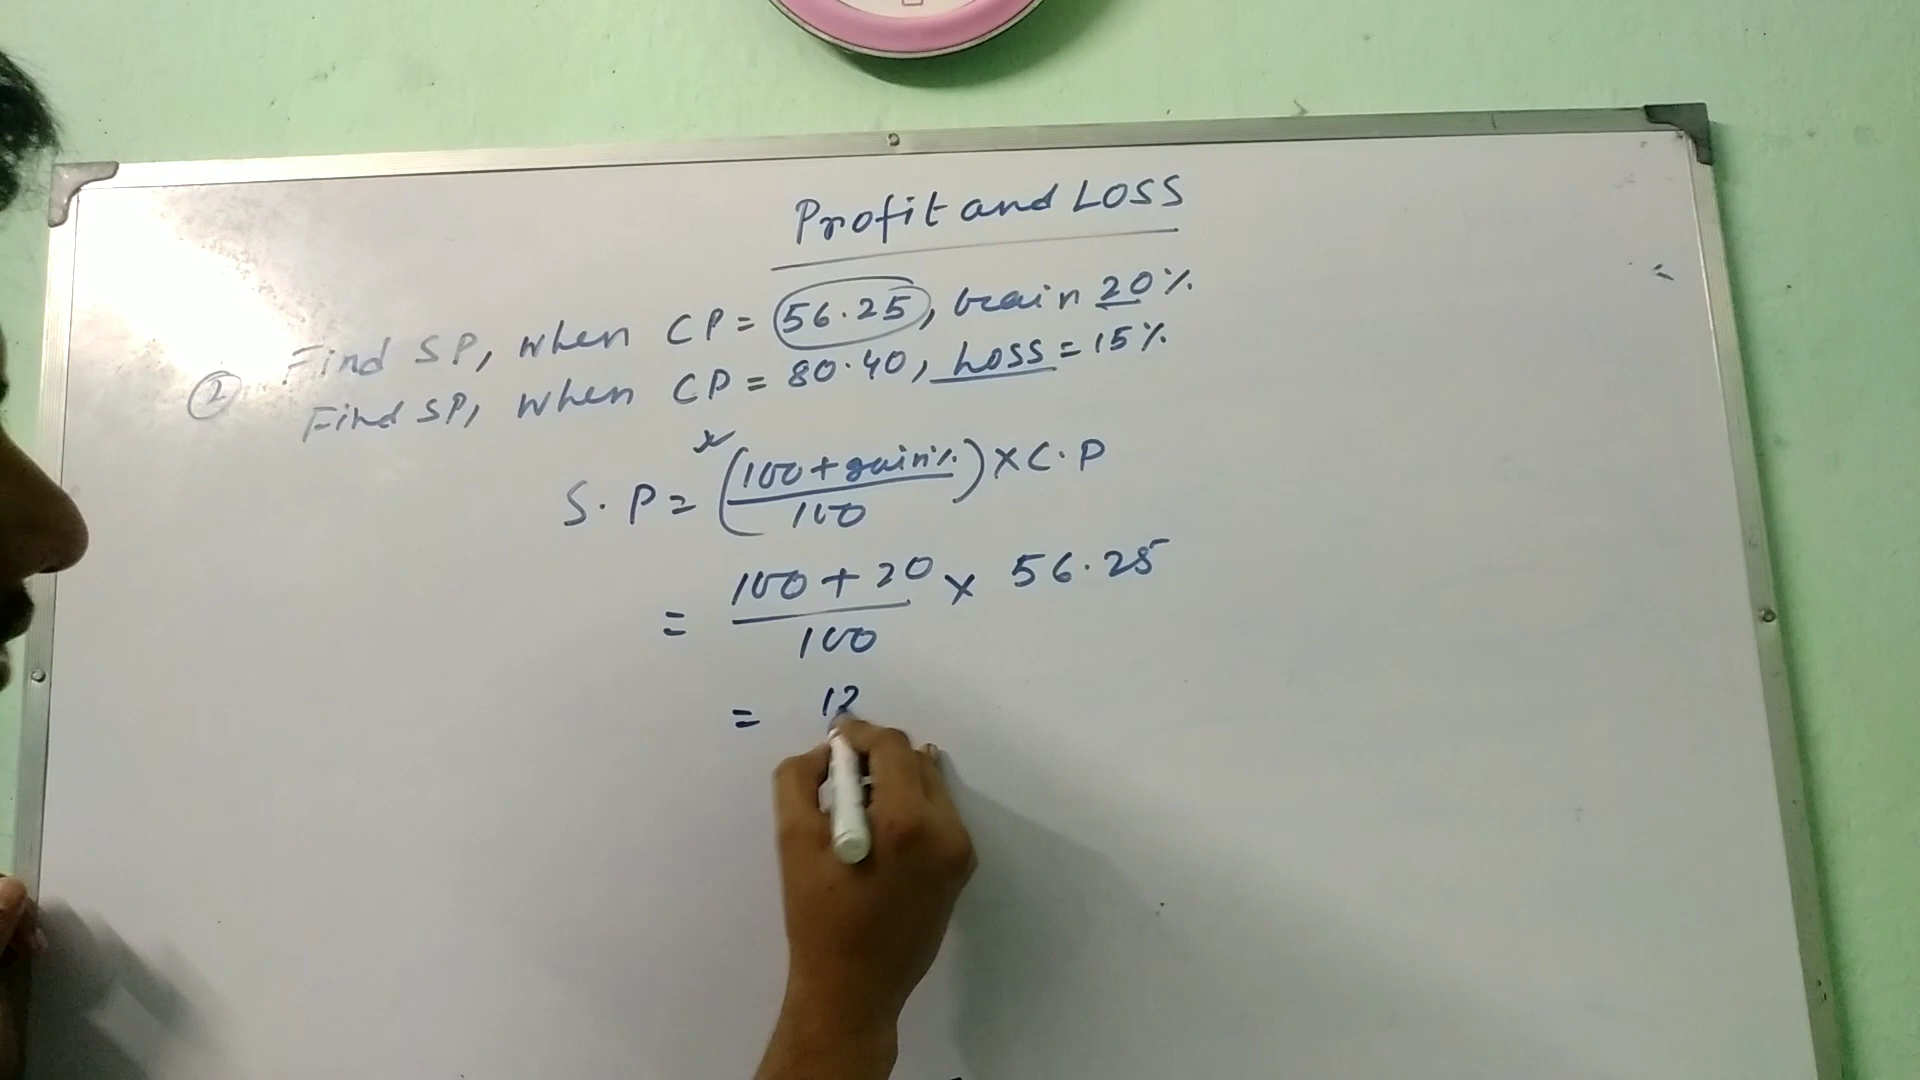 Profit and LOSS
Find SP, when CP = 56.25, Gain 20%
② Find SP, when CP = 80.40, Loss = 15%
S.P = (100 + gain% / 100) × C.P
= 100 + 20 / 100 × 56.25
= 12